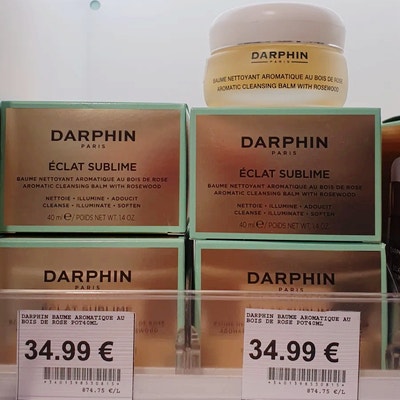 DARPHIN
PARIS
BAUME NETTOYANT AROMATIQUE AU BOIS DE ROSE
AROMATIC CLEANSING BALM WITH ROSEWOOD
DARPHIN
PARIS
ÉCLAT SUBLIME
BAUME NETTOYANT AROMATIQUE AU BOIS DE ROSE
AROMATIC CLEANSING BALM WITH ROSEWOOD
NETTOIE • ILLUMINE • ADOUCIT
CLEANSE • ILLUMINATE • SOFTEN
40 ml e / POIDS NET WT. 1.4 OZ.
DARPHIN
PARIS
ÉCLAT SUBLIME
BAUME NETTOYANT AROMATIQUE AU BOIS DE ROSE
AROMATIC CLEANSING BALM WITH ROSEWOOD
NETTOIE • ILLUMINE • ADOUCIT
CLEANSE • ILLUMINATE • SOFTEN
40 ml e / POIDS NET WT. 1.4 OZ.
DARPHIN
PARIS
ÉCLAT SUBLIME
DARPHIN
PARIS
ÉCLAT SUBLIME
DARPHIN BAUME AROMATIQUE AU
BOIS DE ROSE POT40ML
34.99 €
874.75 €/L
DARPHIN BAUME AROMATIQUE AU
BOIS DE ROSE POT40ML
34.99 €
874.75 €/L